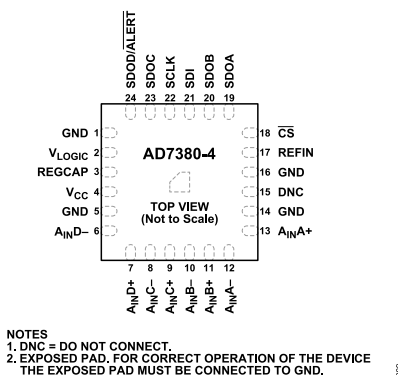 SDOD/ALERT
SDOC
SCLK
SDI
SDOB
SDOA
24 23 22 21 20 19
GND 1
VLOGIC 2
REGCAP 3
VCC 4
GND 5
AIND– 6
18 CS
17 REFIN
16 GND
15 DNC
14 GND
13 AINA+
AD7380-4
TOP VIEW
(Not to Scale)
7 8 9 10 11 12
AIND+
AINC–
AINC+
AINB–
AINB+
AINA–
NOTES
1. DNC = DO NOT CONNECT.
2. EXPOSED PAD. FOR CORRECT OPERATION OF THE DEVICE
THE EXPOSED PAD MUST BE CONNECTED TO GND.